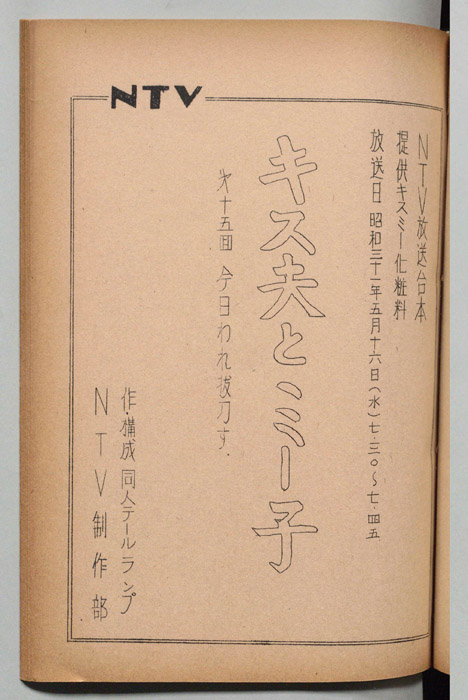 NTV
NTV放送台本
提供キスミー化粧料
放送日 昭和三十一年五月十六日(水)七・三〇〜七・四五
キス夫とミー子
㐧十五回 今日われ抜刀す.
作・構成 同人テールランプ
NTV制作部